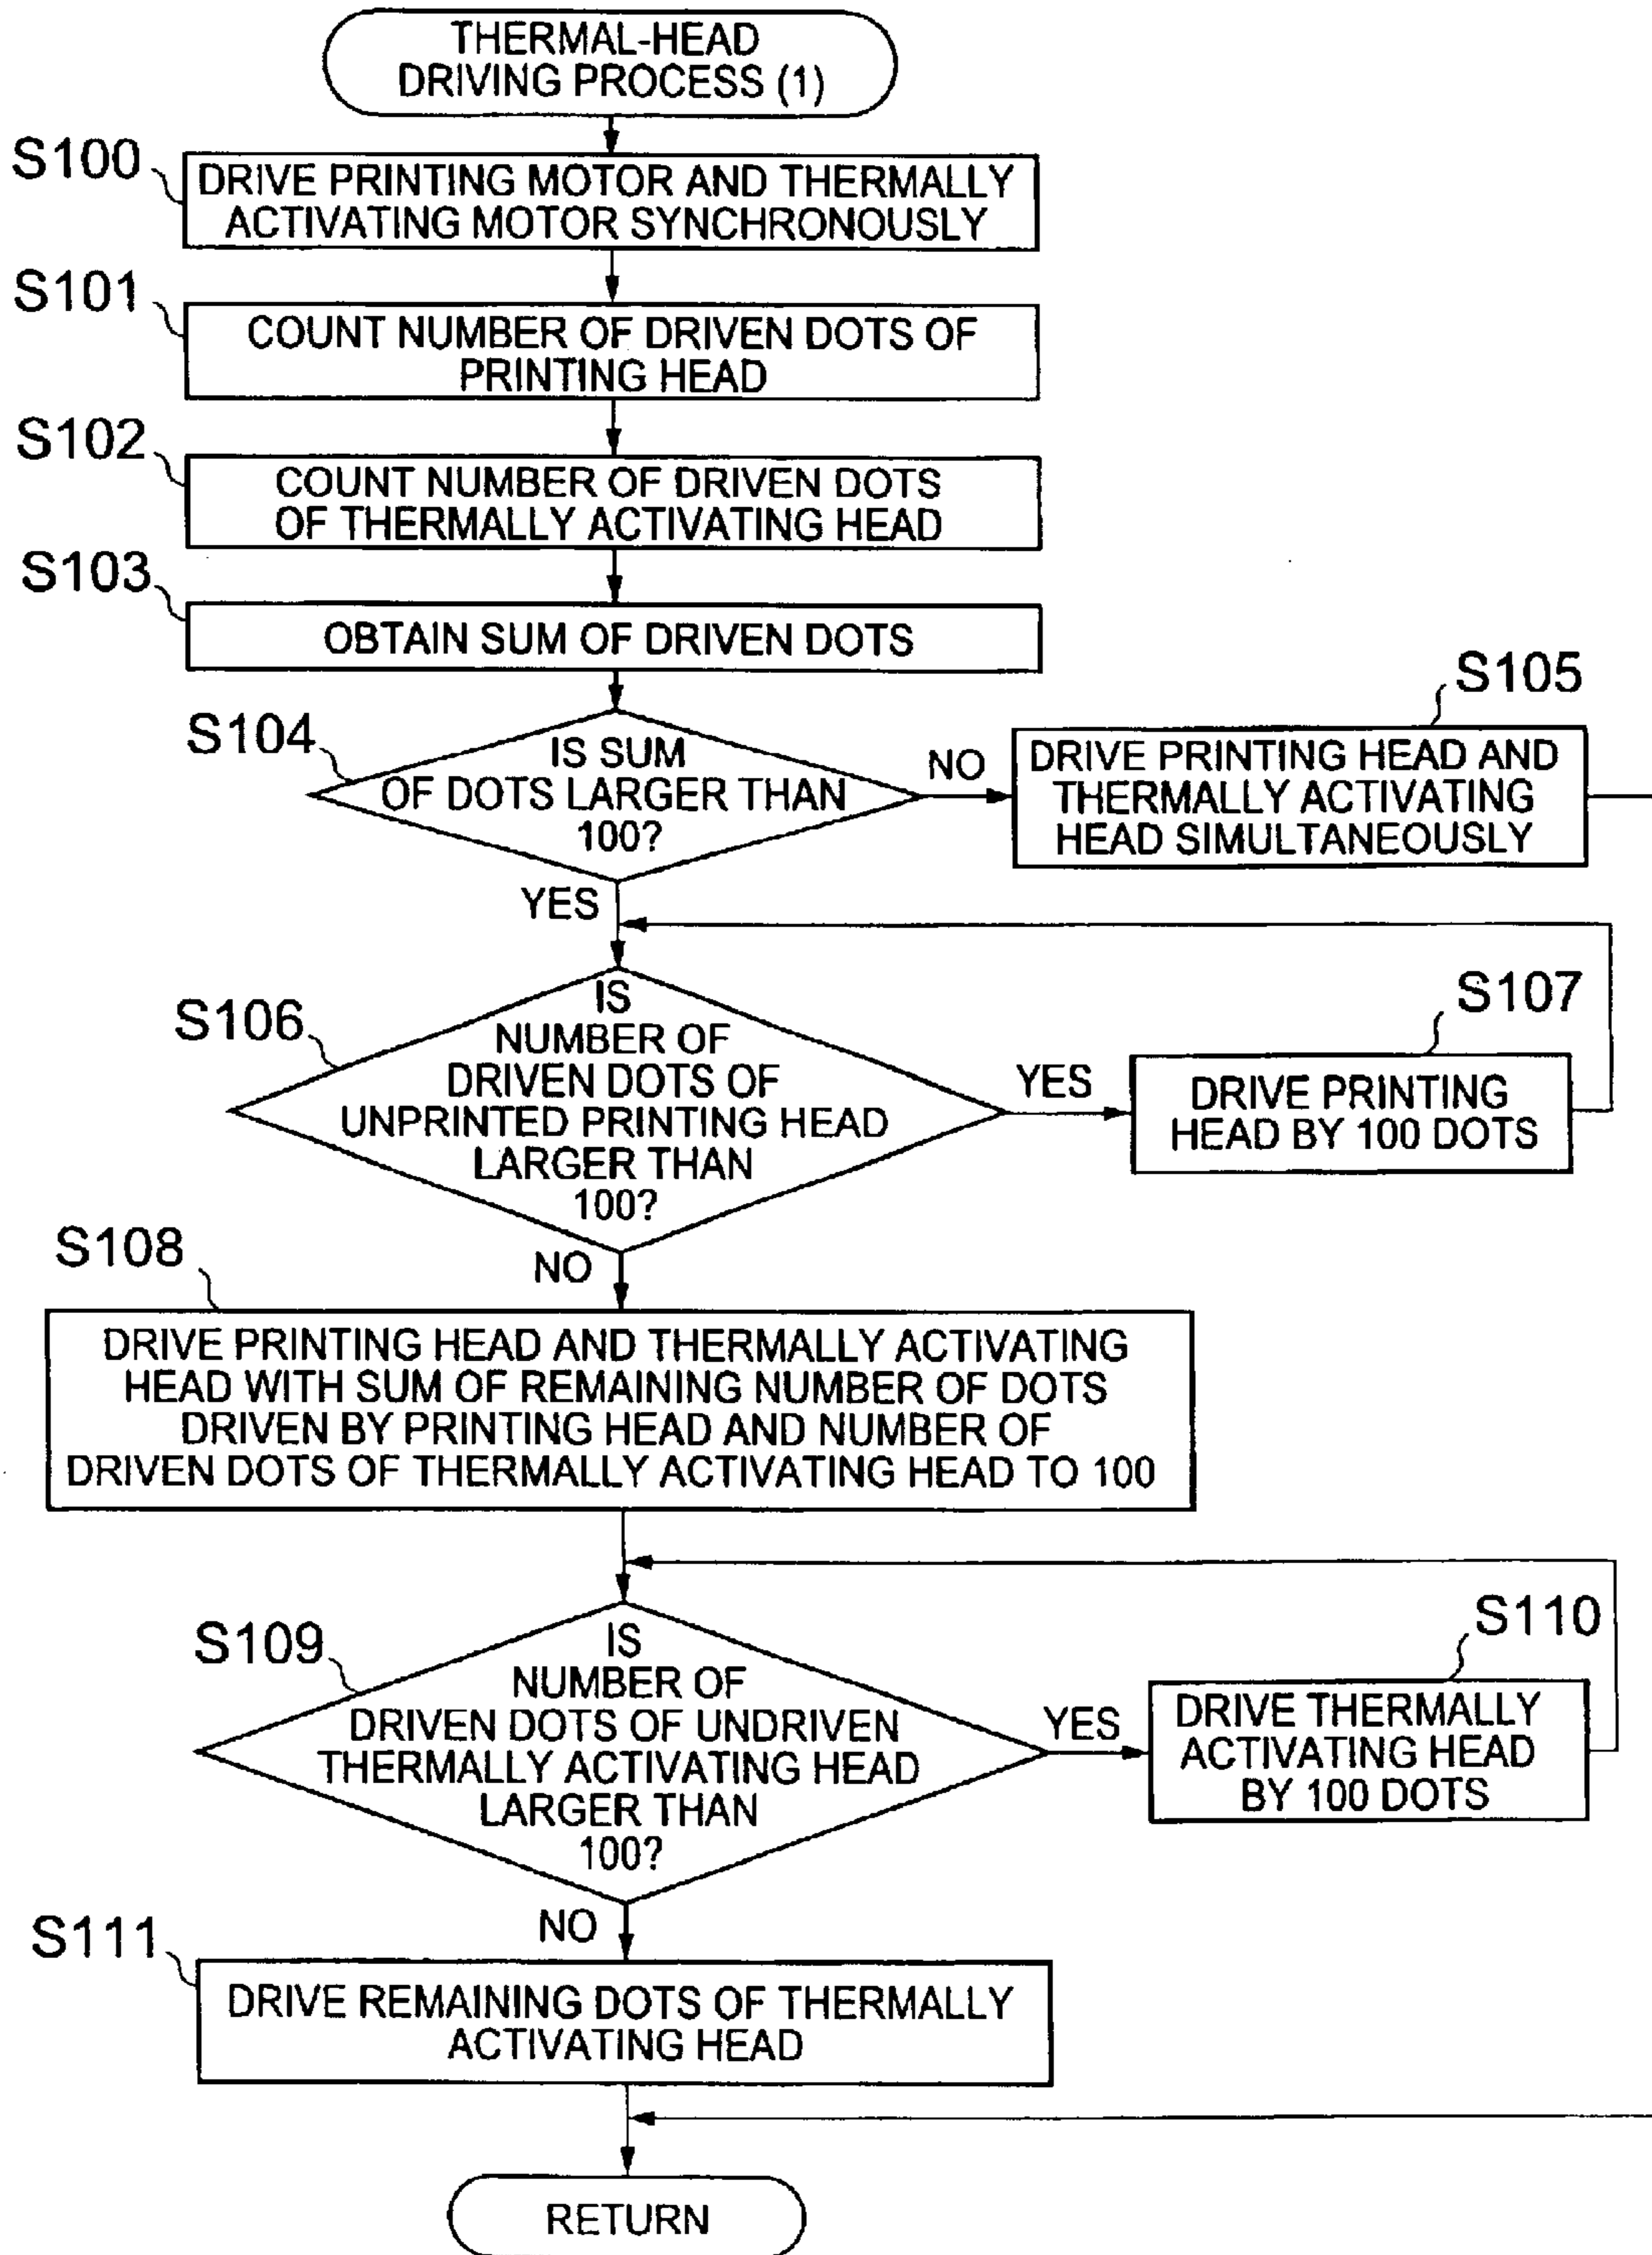 THERMAL-HEAD
DRIVING PROCESS (1)
S100
DRIVE PRINTING MOTOR AND THERMALLY
ACTIVATING MOTOR SYNCHRONOUSLY
S101
COUNT NUMBER OF DRIVEN DOTS OF
PRINTING HEAD
S102
COUNT NUMBER OF DRIVEN DOTS
OF THERMALLY ACTIVATING HEAD
S103
OBTAIN SUM OF DRIVEN DOTS
S104
IS SUM
OF DOTS LARGER THAN
100?
NO
YES
S105
DRIVE PRINTING HEAD AND
THERMALLY ACTIVATING
HEAD SIMULTANEOUSLY
S106
IS
NUMBER OF
DRIVEN DOTS OF
UNPRINTED PRINTING HEAD
LARGER THAN
100?
YES
NO
S107
DRIVE PRINTING
HEAD BY 100 DOTS
S108
DRIVE PRINTING HEAD AND THERMALLY ACTIVATING
HEAD WITH SUM OF REMAINING NUMBER OF DOTS
DRIVEN BY PRINTING HEAD AND NUMBER OF
DRIVEN DOTS OF THERMALLY ACTIVATING HEAD TO 100
S109
IS
NUMBER OF
DRIVEN DOTS OF UNDRIVEN
THERMALLY ACTIVATING HEAD
LARGER THAN
100?
YES
NO
S110
DRIVE THERMALLY
ACTIVATING HEAD
BY 100 DOTS
S111
DRIVE REMAINING DOTS OF THERMALLY
ACTIVATING HEAD
RETURN